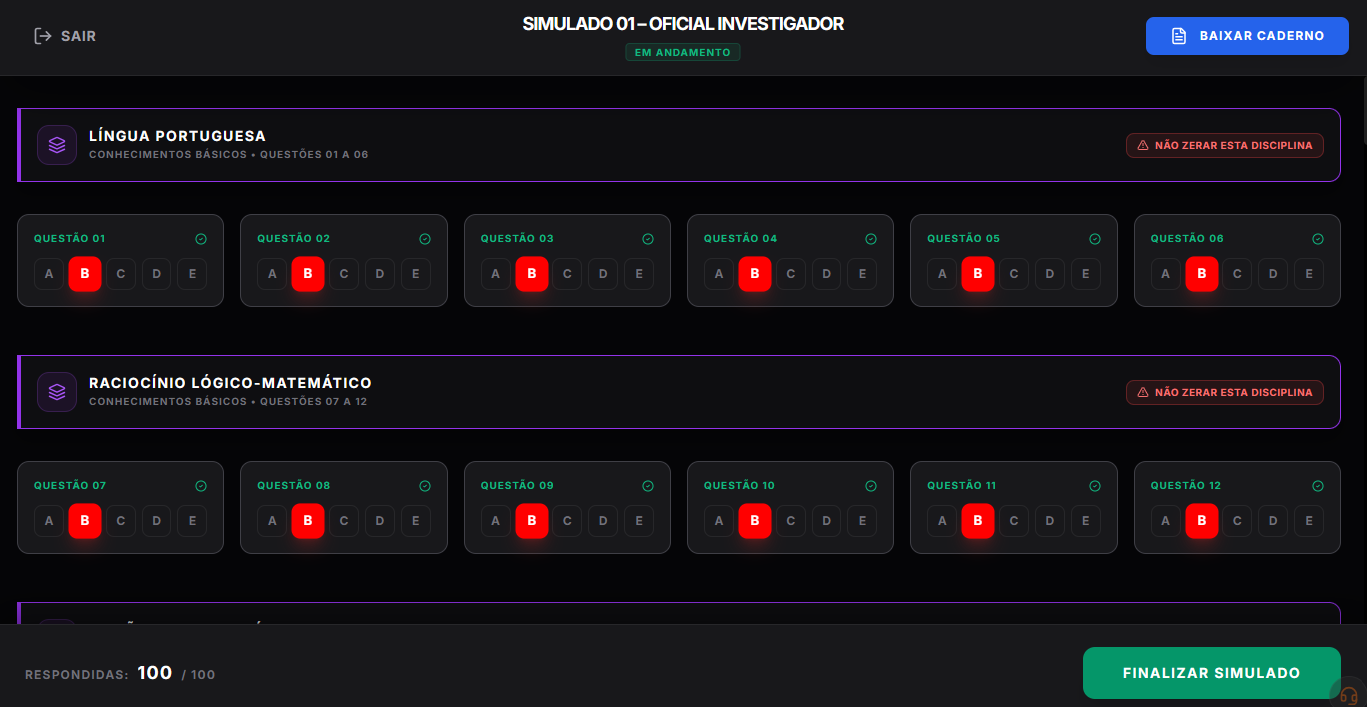 SAIR
SIMULADO 01 – OFICIAL INVESTIGADOR
EM ANDAMENTO
BAIXAR CADERNO
LÍNGUA PORTUGUESA
CONHECIMENTOS BÁSICOS • QUESTÕES 01 A 06
NÃO ZERAR ESTA DISCIPLINA
QUESTÃO 01
A B C D E
QUESTÃO 02
A B C D E
QUESTÃO 03
A B C D E
QUESTÃO 04
A B C D E
QUESTÃO 05
A B C D E
QUESTÃO 06
A B C D E
RACIOCÍNIO LÓGICO-MATEMÁTICO
CONHECIMENTOS BÁSICOS • QUESTÕES 07 A 12
NÃO ZERAR ESTA DISCIPLINA
QUESTÃO 07
A B C D E
QUESTÃO 08
A B C D E
QUESTÃO 09
A B C D E
QUESTÃO 10
A B C D E
QUESTÃO 11
A B C D E
QUESTÃO 12
A B C D E
RESPONDIDAS: 100 / 100
FINALIZAR SIMULADO